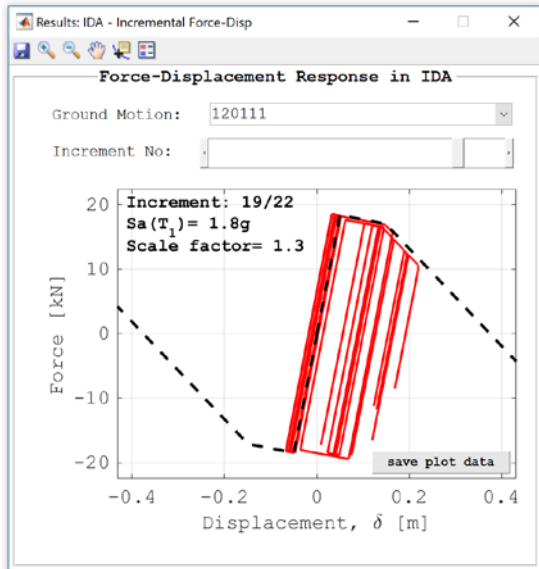 Results: IDA - Incremental Force-Disp
Force-Displacement Response in IDA
Ground Motion: 120111
Increment No:
Increment: 19/22
Sa(T1)= 1.8g
Scale factor= 1.3
Force [kN]
20
10
0
-10
-20
save plot data
-0.4 -0.2 0 0.2 0.4
Displacement, δ [m]